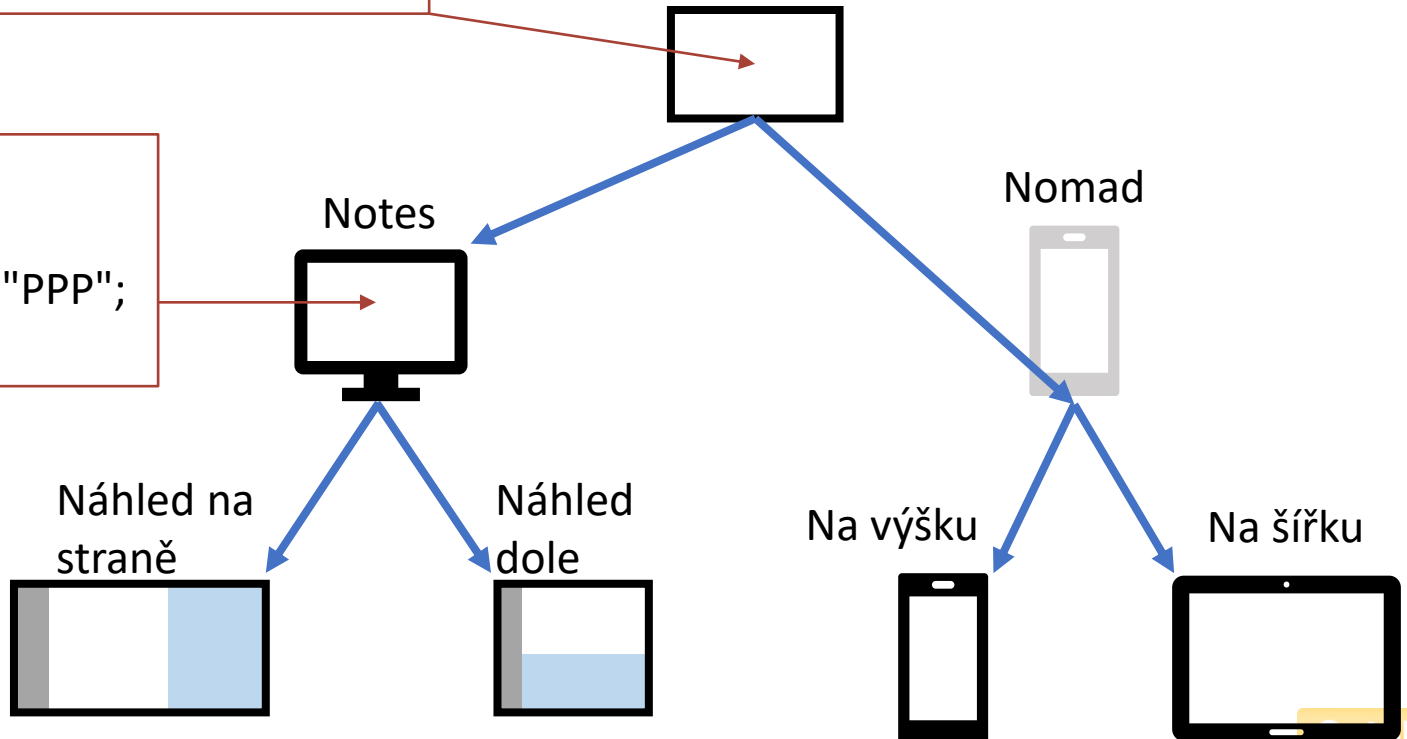 Nomad
Notes
"PPP";
Náhled na
straně
Náhled
dole
Na výšku
Na šířku